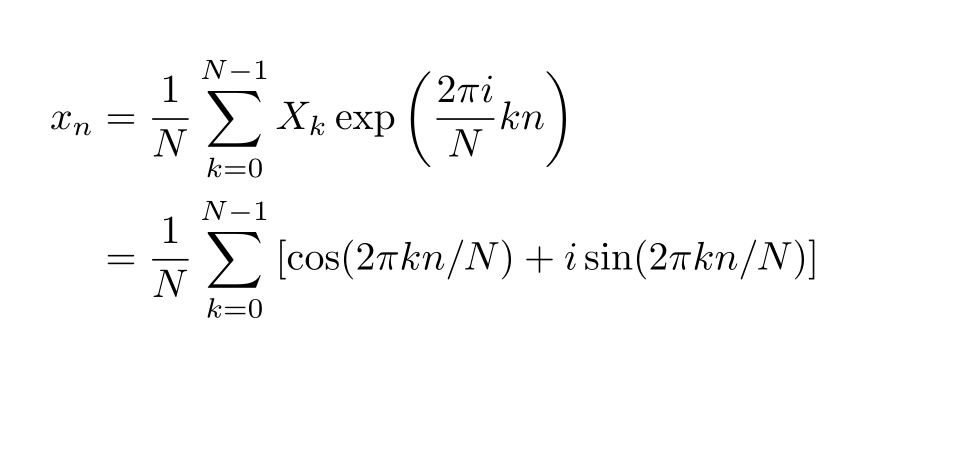 $x_n = \frac{1}{N} \sum_{k=0}^{N-1} X_k \exp\left(\frac{2\pi i}{N} kn\right)$
$= \frac{1}{N} \sum_{k=0}^{N-1} [\cos(2\pi kn/N) + i \sin(2\pi kn/N)]$